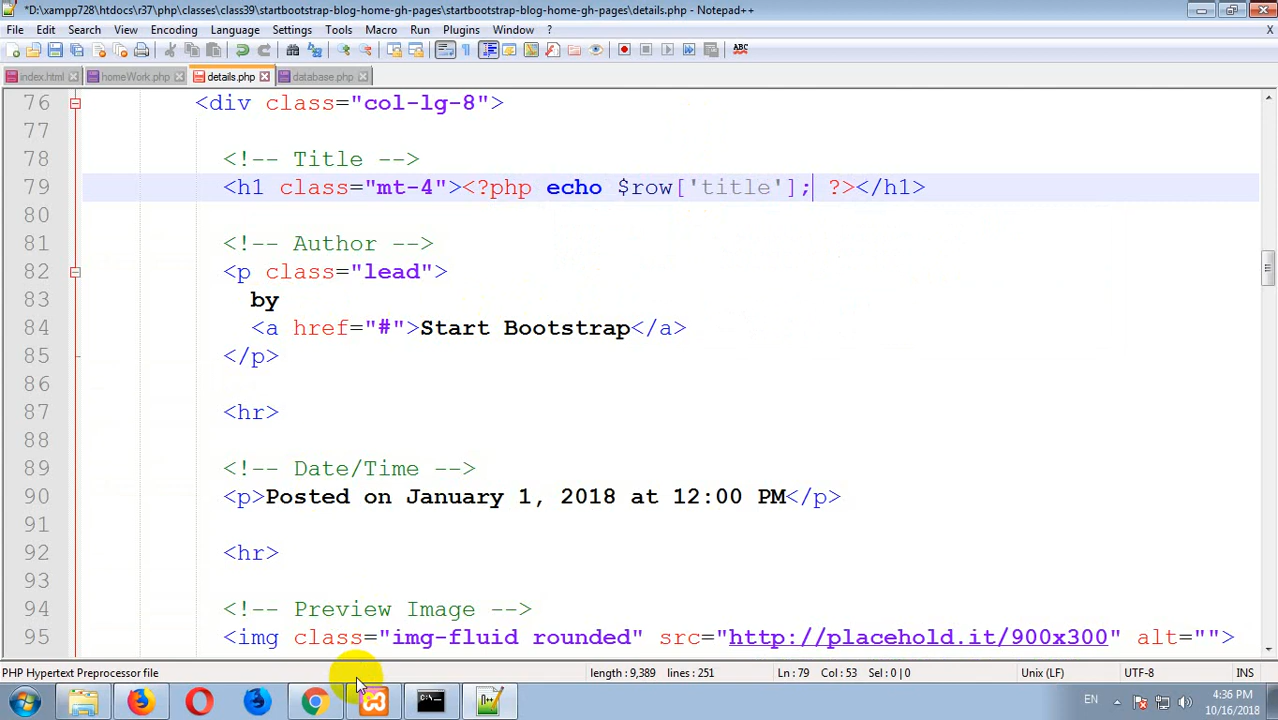 *D:\xampp728\htdocs\r37\php\classes\class39\startbootstrap-blog-home-gh-pages\startbootstrap-blog-home-gh-pages\details.php - Notepad++
File Edit Search View Encoding Language Settings Tools Macro Run Plugins Window ? X
index.html homeWork.php details.php database.php
76 <div class="col-lg-8">
77
78 <!-- Title -->
79 <h1 class="mt-4"><?php echo $row['title']; ?></h1>
80
81 <!-- Author -->
82 <p class="lead">
83 by
84 <a href="#">Start Bootstrap</a>
85 </p>
86
87 <hr>
88
89 <!-- Date/Time -->
90 <p>Posted on January 1, 2018 at 12:00 PM</p>
91
92 <hr>
93
94 <!-- Preview Image -->
95 <img class="img-fluid rounded" src="http://placehold.it/900x300" alt="">
PHP Hypertext Preprocessor file length : 9,389 lines : 251 Ln : 79 Col : 53 Sel : 0 | 0 Unix (LF) UTF-8 INS
EN 4:36 PM
10/16/2018